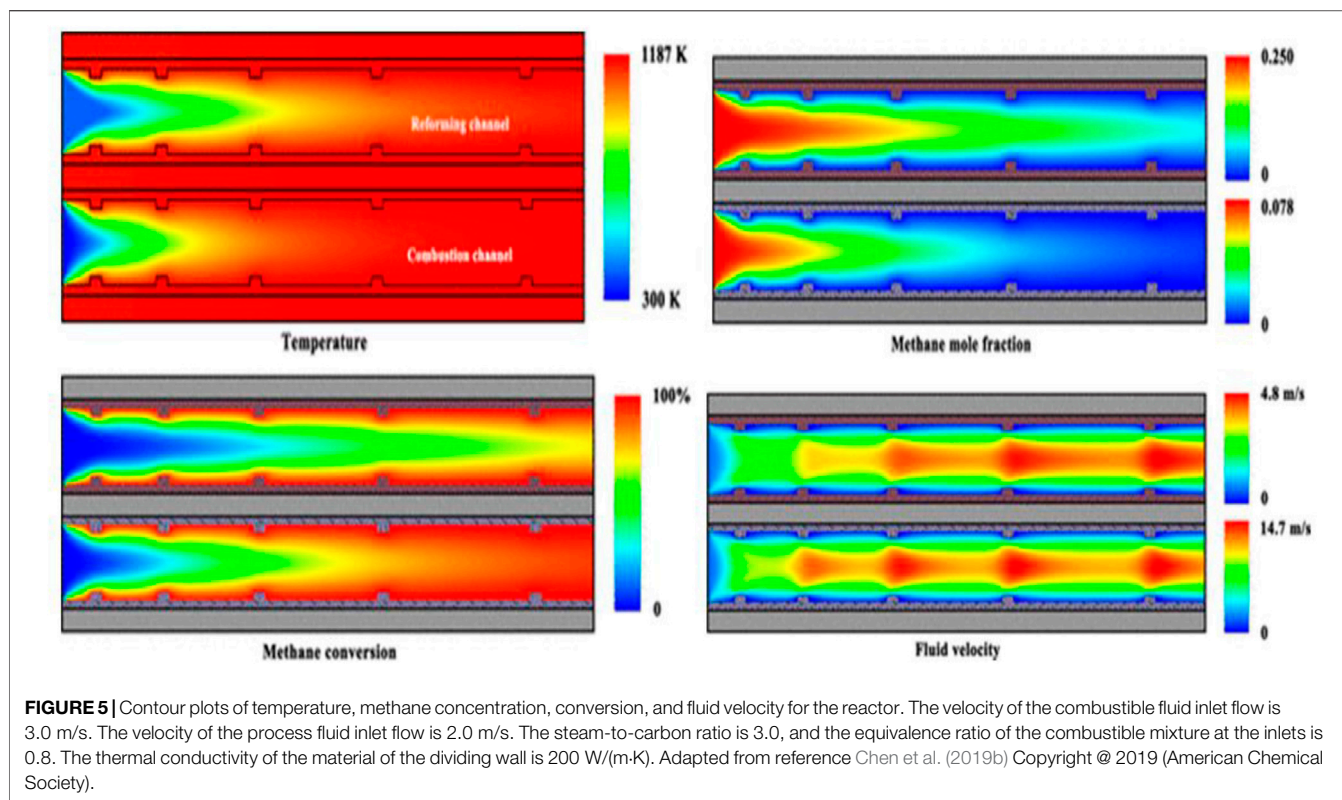 1187 K
Reforming channel
Combustion channel
300 K
Temperature
0.250
0
0.078
0
Methane mole fraction
100%
0
Methane conversion
4.8 m/s
0
14.7 m/s
0
Fluid velocity
FIGURE 5 | Contour plots of temperature, methane concentration, conversion, and fluid velocity for the reactor. The velocity of the combustible fluid inlet flow is
3.0 m/s. The velocity of the process fluid inlet flow is 2.0 m/s. The steam-to-carbon ratio is 3.0, and the equivalence ratio of the combustible mixture at the inlets is
0.8. The thermal conductivity of the material of the dividing wall is 200 W/(m·K). Adapted from reference Chen et al. (2019b) Copyright @ 2019 (American Chemical
Society).